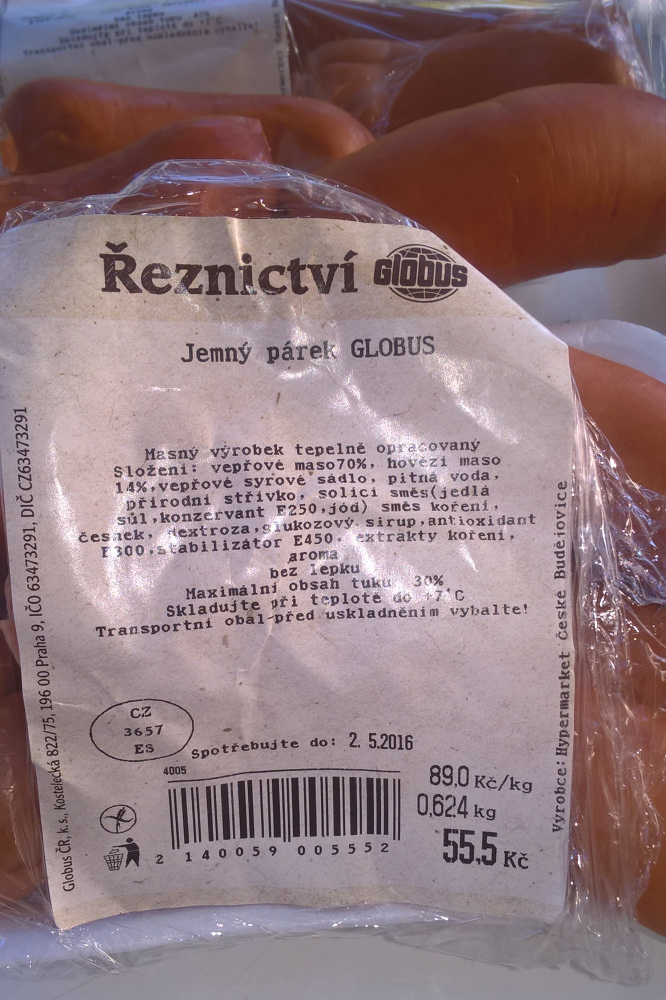 Řeznictví GLOBUS
Jemný párek GLOBUS
Masný výrobek tepelně opracovaný
Složení: vepřové maso70%, hovězí maso
14%,vepřové syrové sádlo, pitná voda,
přírodní střívko, solící směs(jedlá
sůl,konzervant E250,jód) směs koření,
česnek, dextroza,glukozový sirup,antioxidant
E300,stabilizátor E450, extrakty koření,
aroma
bez lepku
Maximální obsah tuku 30%
Skladujte při teplotě do +7°C
Transportní obal-před uskladněním vybalte!
CZ
3657
ES
Spotřebujte do: 2. 5.2016
4005
89,0 Kč/kg
0,624 kg
55,5 Kč
2 140059 005552
Globus ČR, k.s., Kostelecká 822/75, 196 00 Praha 9, IČO 63473291, DIČ CZ63473291
Vyrobce: Hypermarket České Budějovice